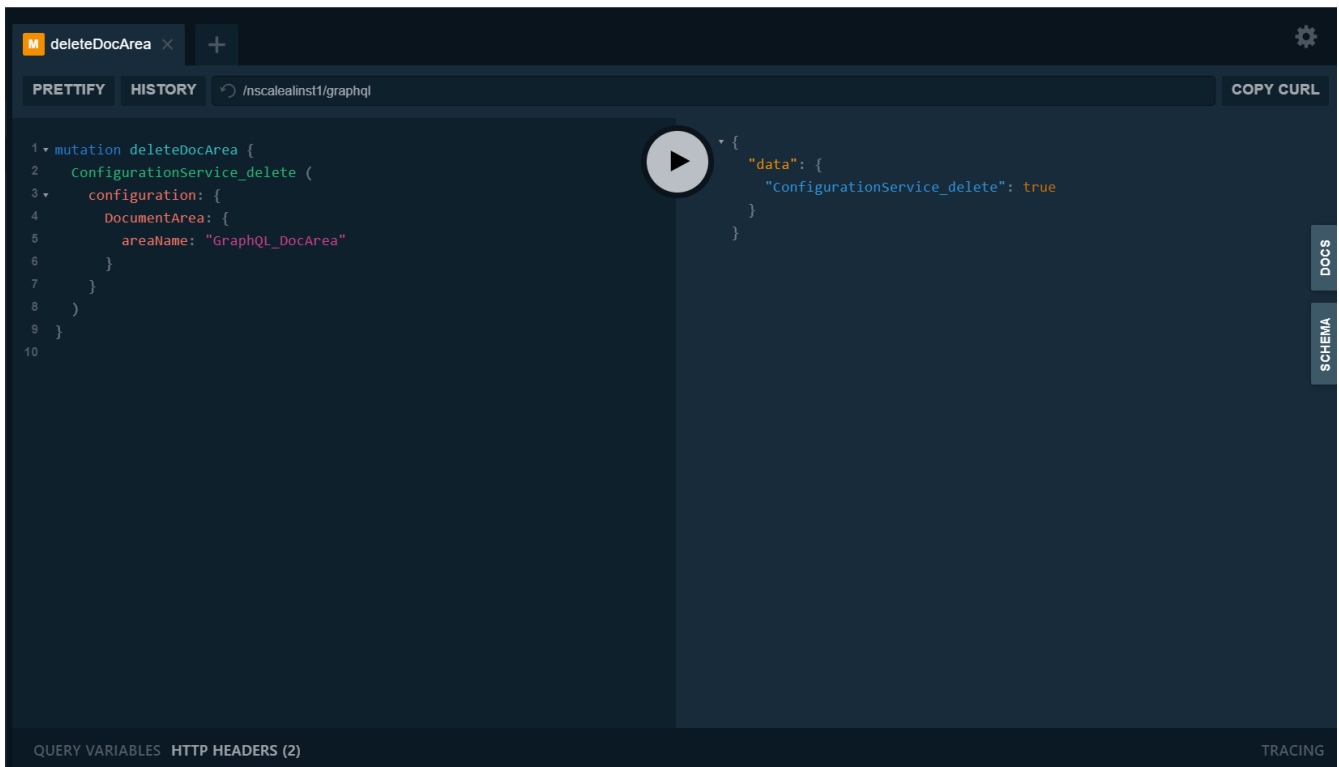 M deleteDocArea
PRETTIFY HISTORY /nscalealinst1/graphql COPY CURL
1 mutation deleteDocArea {
2 ConfigurationService_delete (
3 configuration: {
4 DocumentArea: {
5 areaName: "GraphQL_DocArea"
6 }
7 }
8 )
9 }
10
{
"data": {
"ConfigurationService_delete": true
}
}
DOCS
SCHEMA
QUERY VARIABLES HTTP HEADERS (2) TRACING